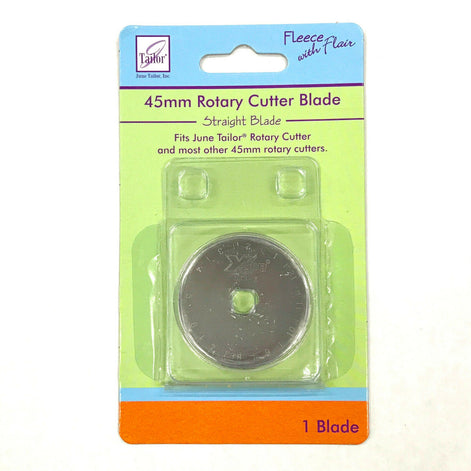 Tailor®
June Tailor, Inc.
Fleece
with Flair
45mm Rotary Cutter Blade
Straight Blade
Fits June Tailor® Rotary Cutter
and most other 45mm rotary cutters.
1 Blade